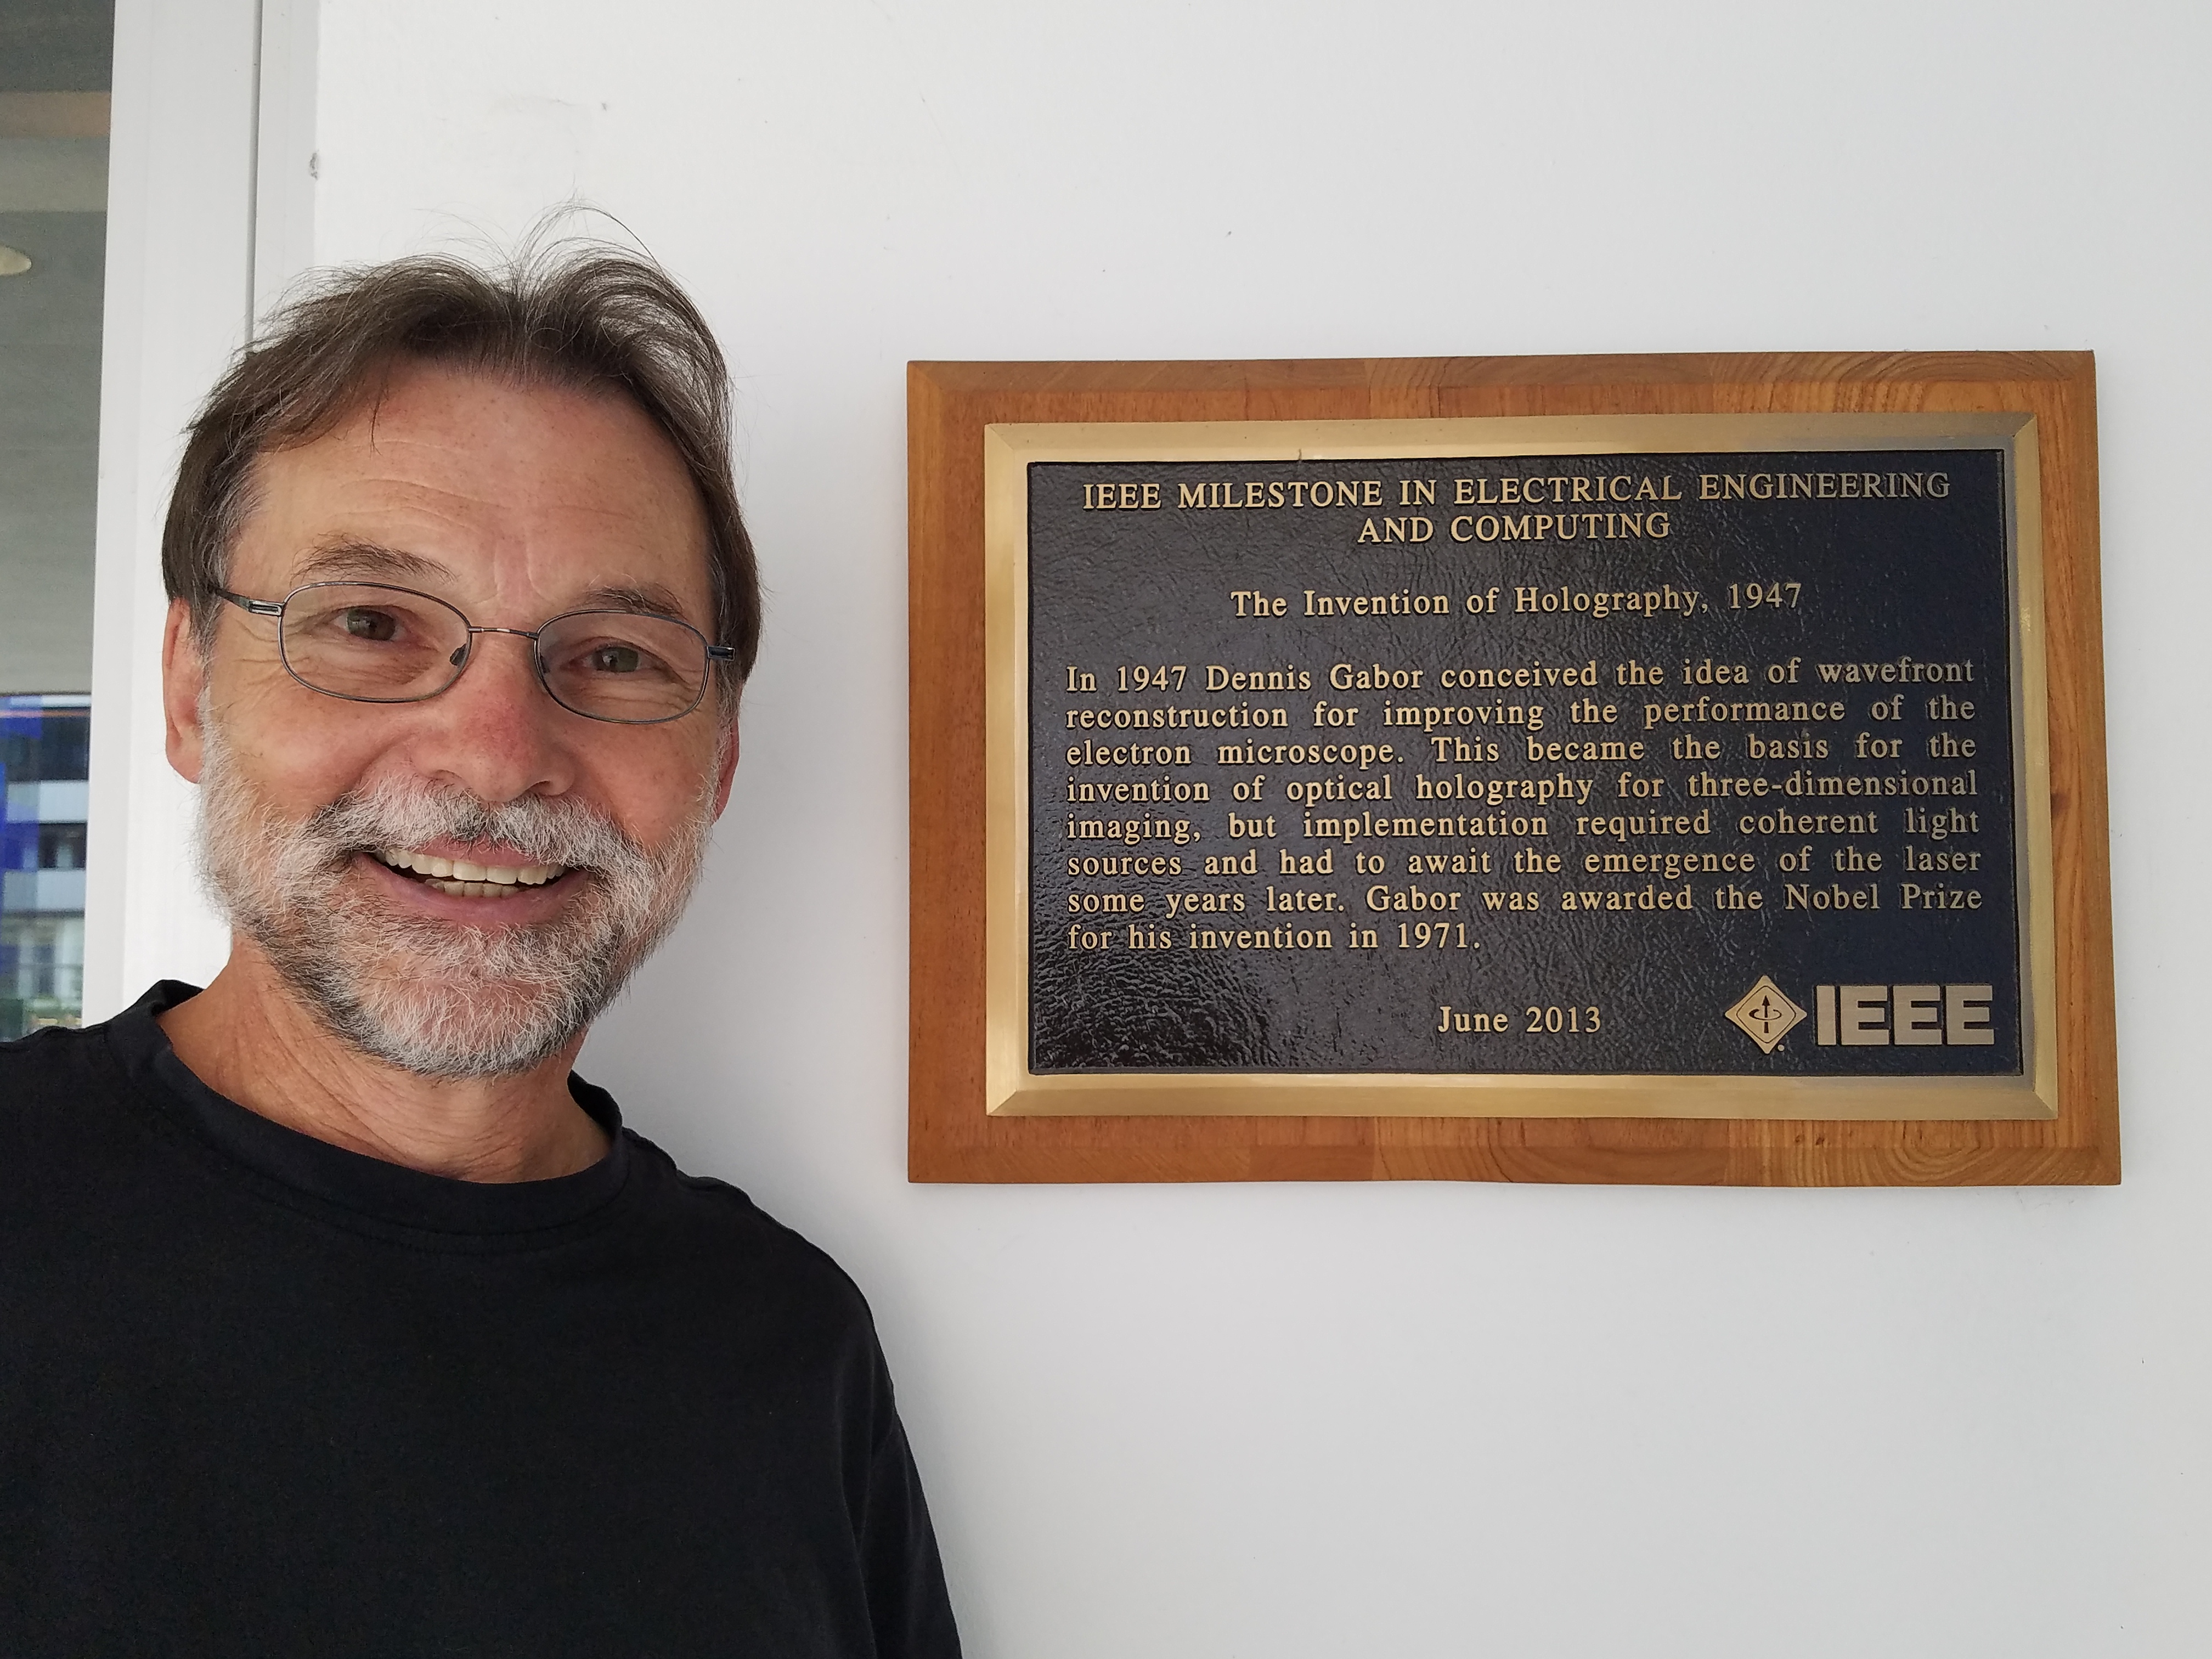 IEEE MILESTONE IN ELECTRICAL ENGINEERING
AND COMPUTING
The Invention of Holography, 1947
In 1947 Dennis Gabor conceived the idea of wavefront
reconstruction for improving the performance of the
electron microscope. This became the basis for the
invention of optical holography for three-dimensional
imaging, but implementation required coherent light
sources and had to await the emergence of the laser
some years later. Gabor was awarded the Nobel Prize
for his invention in 1971.
June 2013
IEEE